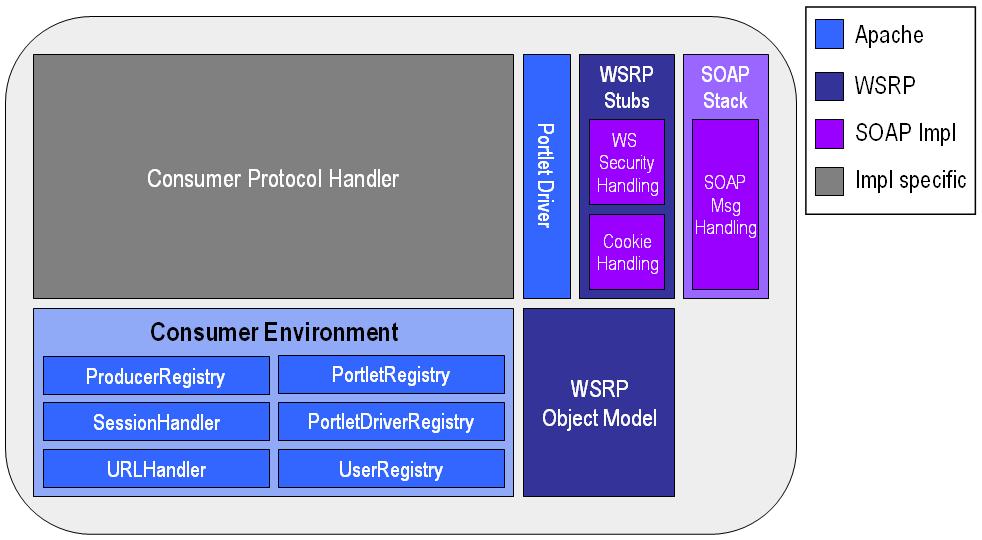 Consumer Protocol Handler
Portlet Driver
WSRP
Stubs
WS
Security
Handling
Cookie
Handling
SOAP
Stack
SOAP
Msg
Handling
Consumer Environment
ProducerRegistry
PortletRegistry
SessionHandler
PortletDriverRegistry
URLHandler
UserRegistry
WSRP
Object Model
Apache
WSRP
SOAP Impl
Impl specific